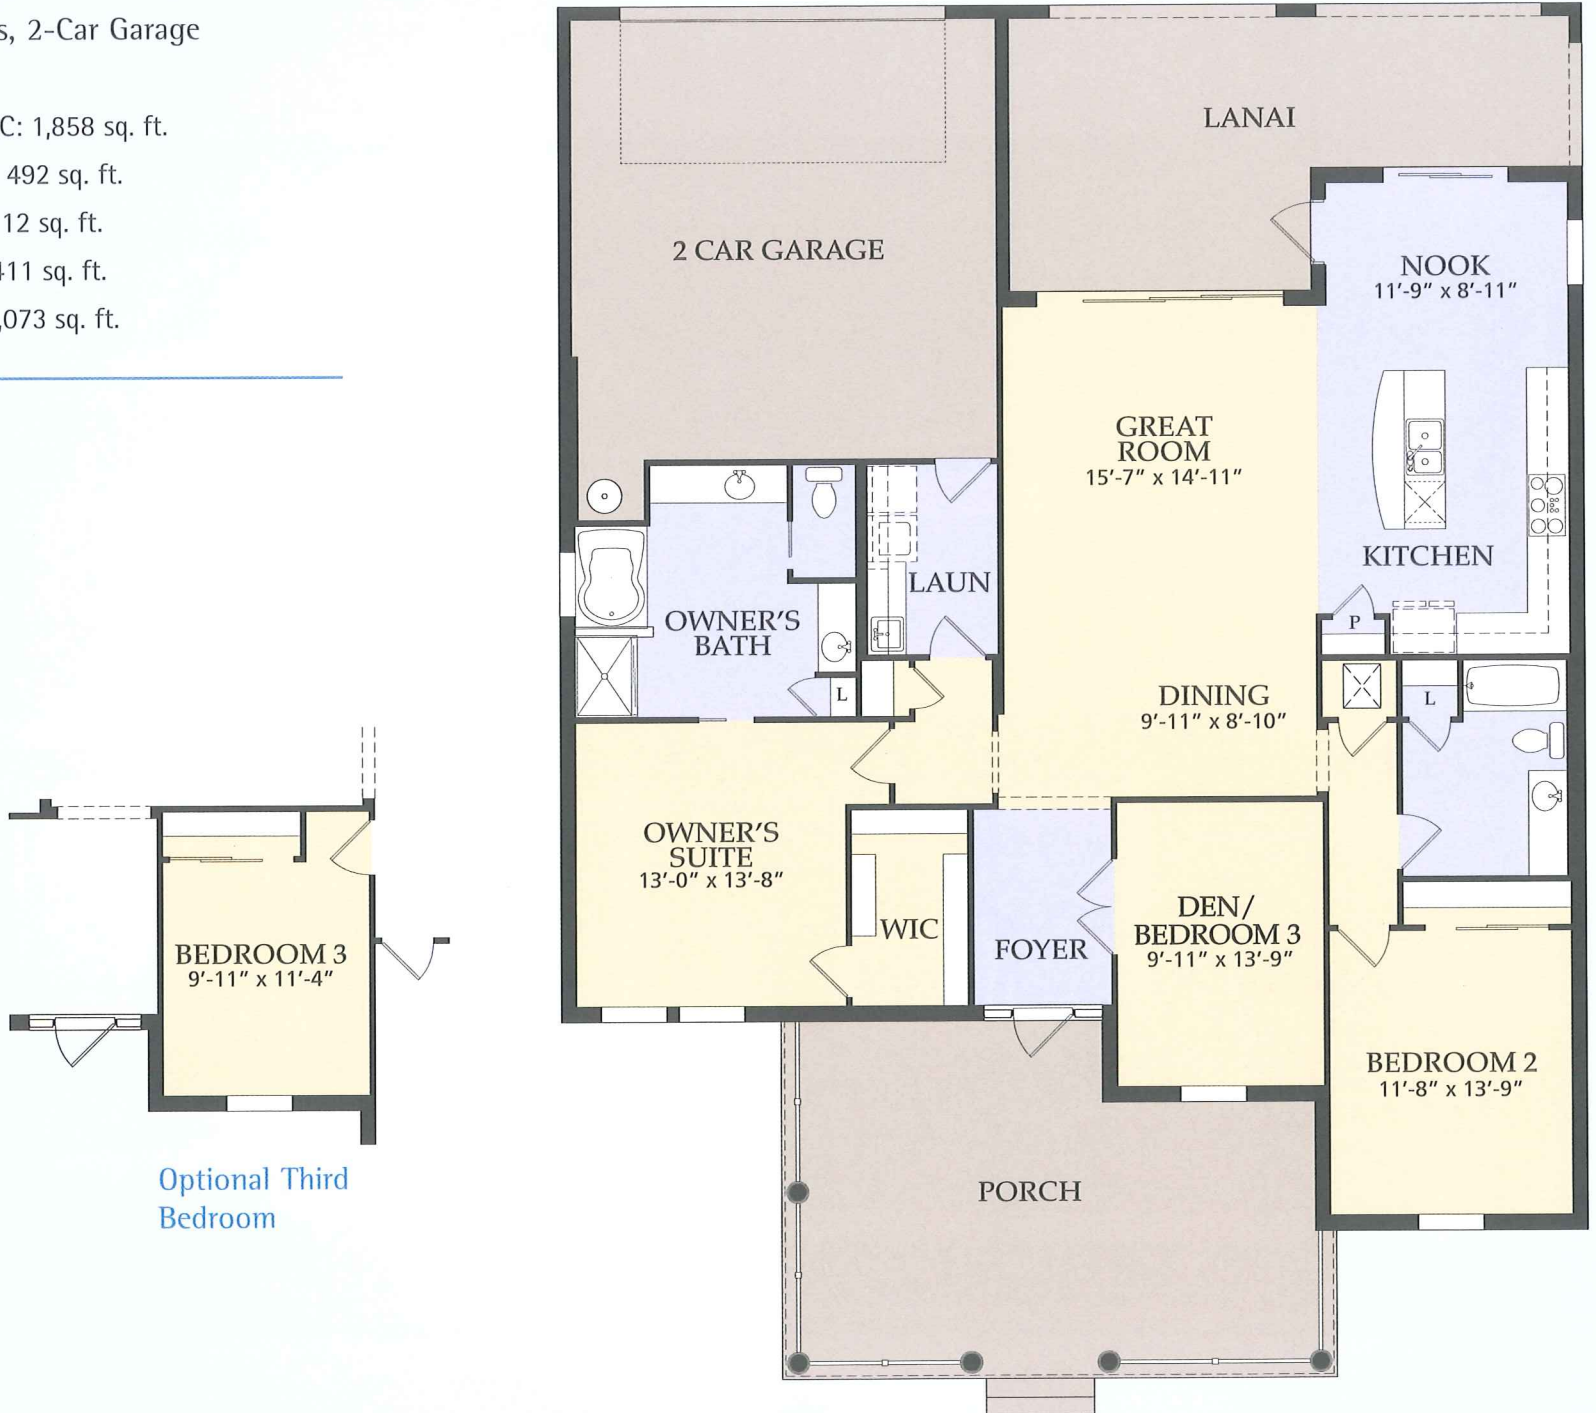 s, 2-Car Garage
C: 1,858 sq. ft.
492 sq. ft.
12 sq. ft.
411 sq. ft.
,073 sq. ft.
LANAI
2 CAR GARAGE
NOOK
11'-9" x 8'-11"
GREAT
ROOM
15'-7" x 14'-11"
KITCHEN
LAUN
OWNER'S
BATH
P
L
L
DINING
9'-11" x 8'-10"
OWNER'S
SUITE
13'-0" x 13'-8"
WIC
FOYER
DEN/
BEDROOM 3
9'-11" x 13'-9"
BEDROOM 3
9'-11" x 11'-4"
BEDROOM 2
11'-8" x 13'-9"
Optional Third
Bedroom
PORCH